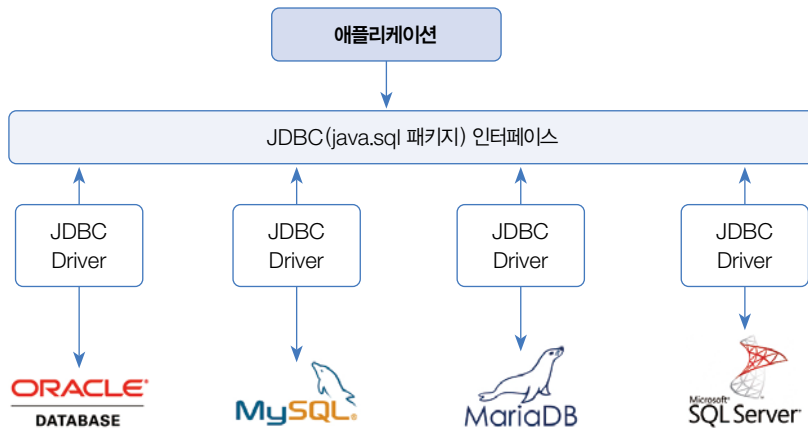 애플리케이션
JDBC(java.sql 패키지) 인터페이스
JDBC
Driver
JDBC
Driver
JDBC
Driver
JDBC
Driver
ORACLE®
DATABASE
MySQL®
MariaDB
Microsoft®
SQL Server®